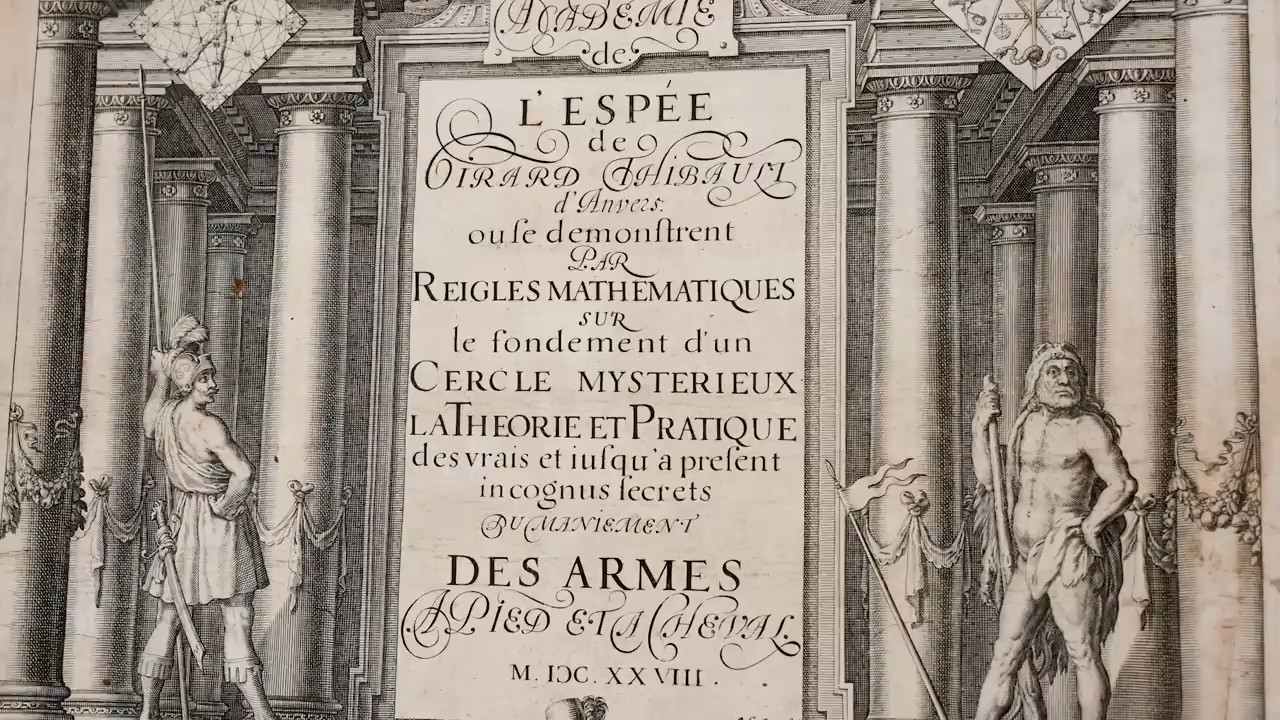 ACADEMIE
de
L'ESPÉE
de
GIRARD THIBAULT
d'Anvers:
ou ſe demonſtrent
PAR
REIGLES MATHEMATIQUES
SUR
le fondement d'un
CERCLE MYSTERIEUX
LA THEORIE ET PRATIQUE
des vrais et iuſqu'a preſent
incognus ſecrets
DU MANIEMENT
DES ARMES
A PIED ET A CHEVAL.
M. IƆC. XXVIII.